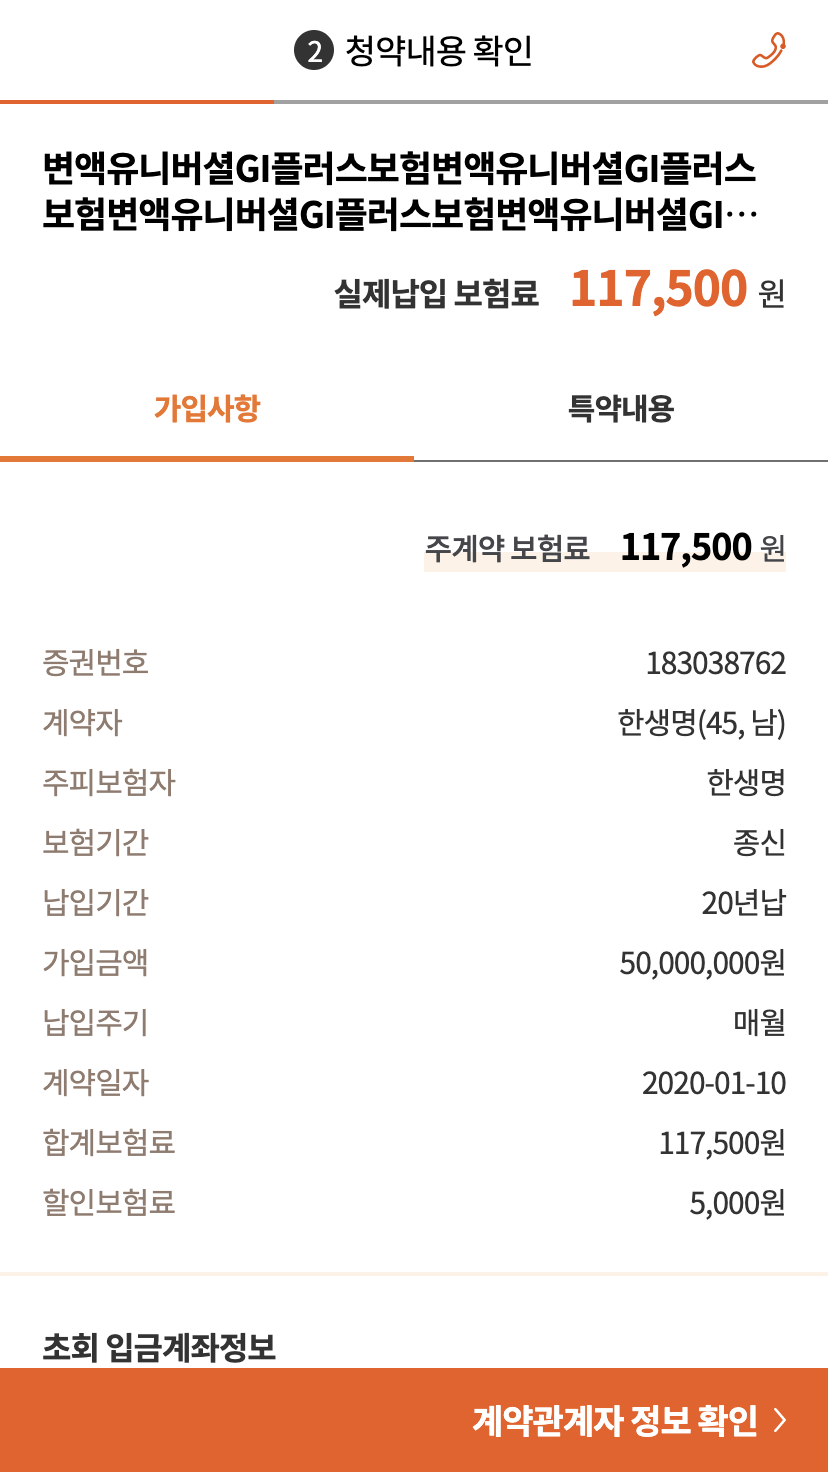 2 청약내용 확인
변액유니버셜GI플러스보험변액유니버셜GI플러스
보험변액유니버셜GI플러스보험변액유니버셜GI…
실제납입 보험료 117,500 원
가입사항 특약내용
주계약 보험료 117,500 원
증권번호 183038762
계약자 한생명(45, 남)
주피보험자 한생명
보험기간 종신
납입기간 20년납
가입금액 50,000,000원
납입주기 매월
계약일자 2020-01-10
합계보험료 117,500원
할인보험료 5,000원
초회 입금계좌정보
계약관계자 정보 확인 >